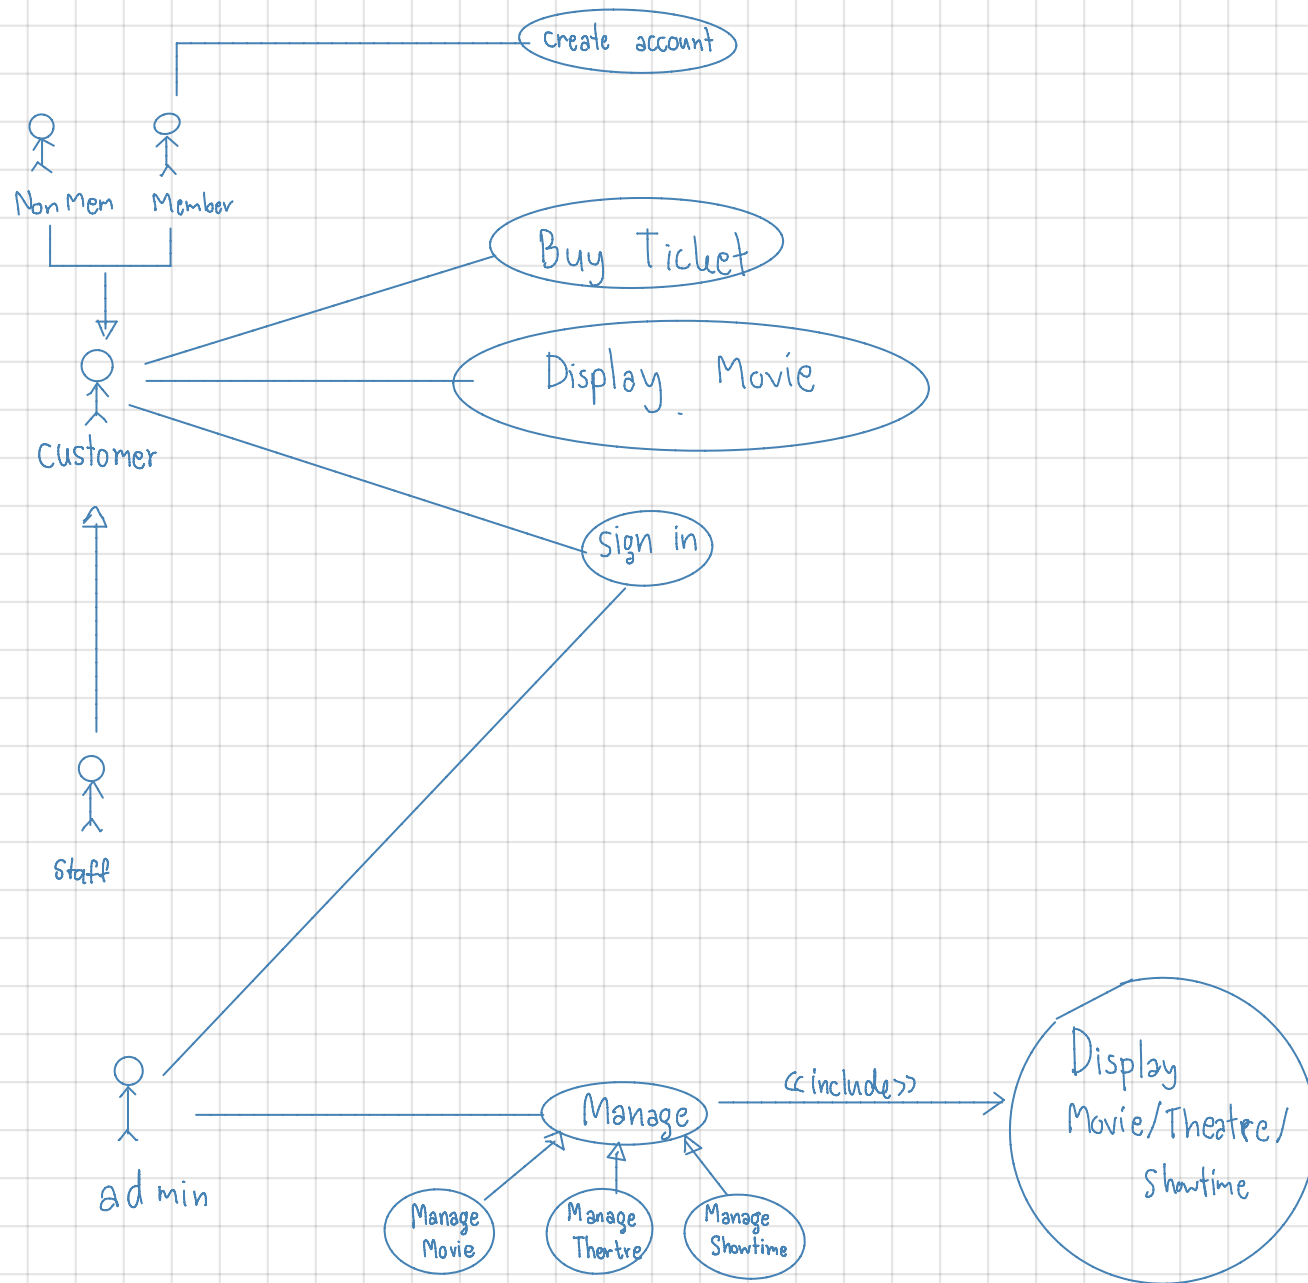 create account
Non Mem
Member
Buy Ticket
Display Movie
customer
sign in
staff
Display
Movie/Theatre/
showtime
<<include>>
Manage
admin
Manage
Movie
Manage
Thertre
Manage
Showtime